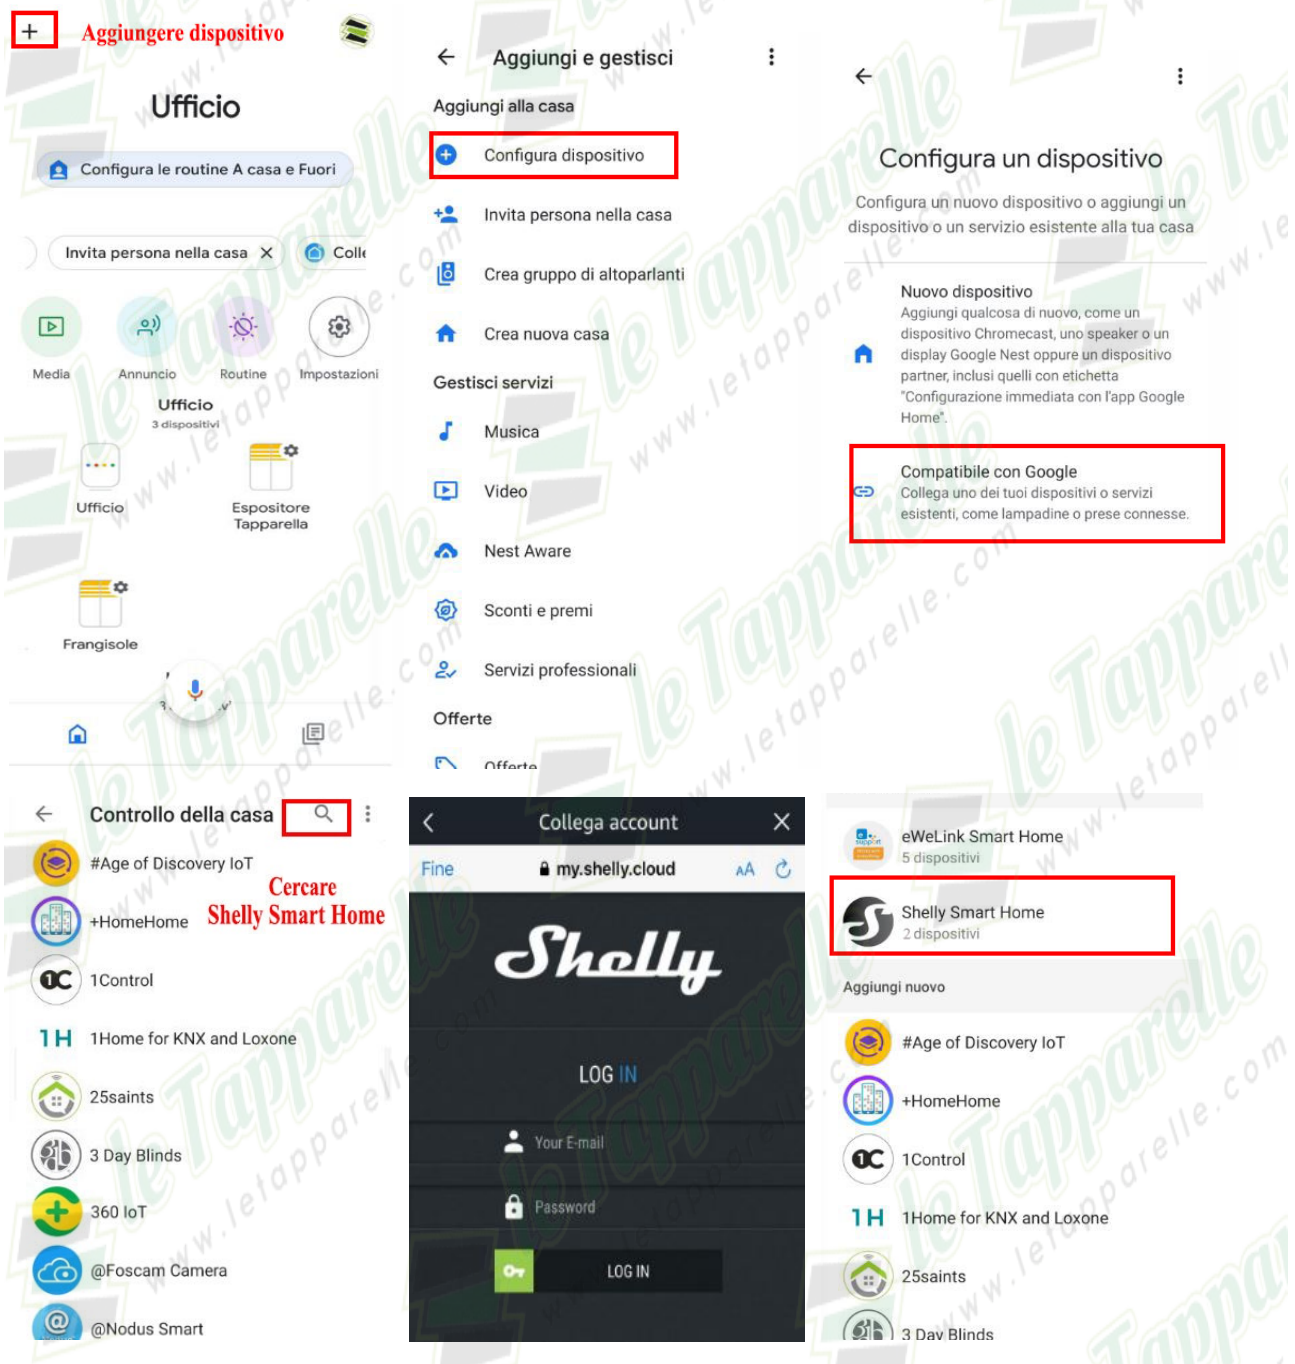 + Aggiungere dispositivo
Ufficio
Configura le routine A casa e Fuori
Invita persona nella casa ×
Media
Annuncio
Routine
Impostazioni
Ufficio
3 dispositivi
Ufficio
Espositore
Tapparella
Frangisole
Aggiungi e gestisci
Aggiungi alla casa
Configura dispositivo
Invita persona nella casa
Crea gruppo di altoparlanti
Crea nuova casa
Gestisci servizi
Musica
Video
Nest Aware
Sconti e premi
Servizi professionali
Offerte
Offerte
Configura un dispositivo
Configura un nuovo dispositivo o aggiungi un
dispositivo o un servizio esistente alla tua casa
Nuovo dispositivo
Aggiungi qualcosa di nuovo, come un
dispositivo Chromecast, uno speaker o un
display Google Nest oppure un dispositivo
partner, inclusi quelli con etichetta
"Configurazione immediata con l'app Google
Home".
Compatibile con Google
Collega uno dei tuoi dispositivi o servizi
esistenti, come lampadine o prese connesse.
Controllo della casa
#Age of Discovery IoT
Cercare
Shelly Smart Home
+HomeHome
1Control
1Home for KNX and Loxone
25saints
3 Day Blinds
360 IoT
@Foscam Camera
@Nodus Smart
Collega account
Fine
my.shelly.cloud
AA
Shelly
LOG IN
Your E-mail
Password
LOG IN
eWeLink Smart Home
5 dispositivi
Shelly Smart Home
2 dispositivi
Aggiungi nuovo
#Age of Discovery IoT
+HomeHome
1Control
1Home for KNX and Loxone
25saints
3 Day Blinds
le Tapparelle
www.letapparelle.com